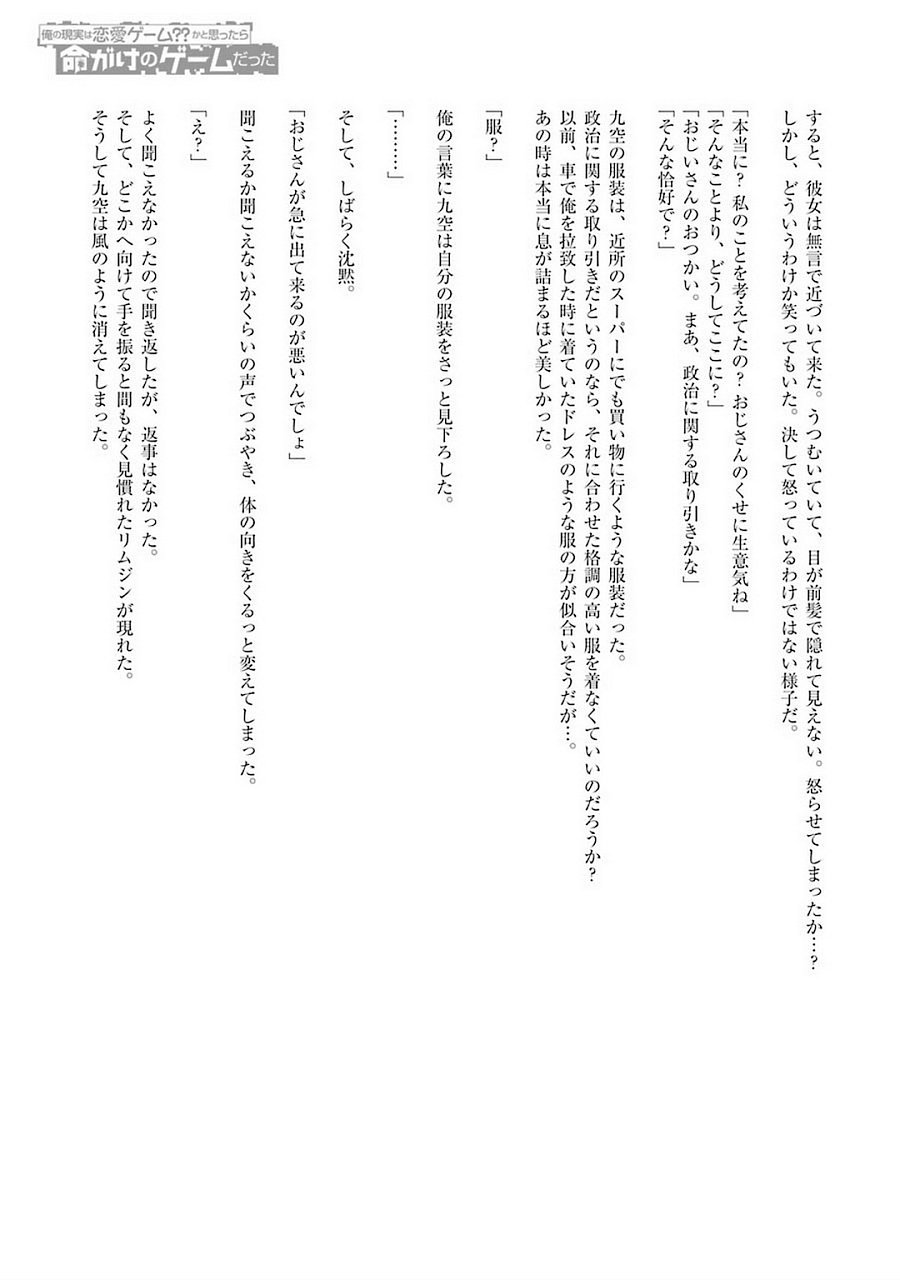 俺の現実は恋愛ゲーム??かと思ったら
命がけのゲームだった
すると、彼女は無言で近づいて来た。うつむいていて、目が前髪で隠れて見えない。怒らせてしまったか…?
しかし、どういうわけか笑ってもいた。決して怒っているわけではない様子だ。
「本当に? 私のことを考えてたの? おじさんのくせに生意気ね」
「そんなことより、どうしてここに?」
「おじいさんのおつかい。まあ、政治に関する取り引きかな」
「そんな恰好で?」
九空の服装は、近所のスーパーにでも買い物に行くような服装だった。
政治に関する取り引きだというのなら、それに合わせた格調の高い服を着なくていいのだろうか?
以前、車で俺を拉致した時に着ていたドレスのような服の方が似合いそうだが…。
あの時は本当に息が詰まるほど美しかった。
「服?」
俺の言葉に九空は自分の服装をさっと見下ろした。
「………」
そして、しばらく沈黙。
「おじさんが急に出て来るのが悪いんでしょ」
聞こえるか聞こえないかくらいの声でつぶやき、体の向きをくるっと変えてしまった。
「え?」
よく聞こえなかったので聞き返したが、返事はなかった。
そして、どこかへ向けて手を振ると間もなく見慣れたリムジンが現れた。
そうして九空は風のように消えてしまった。